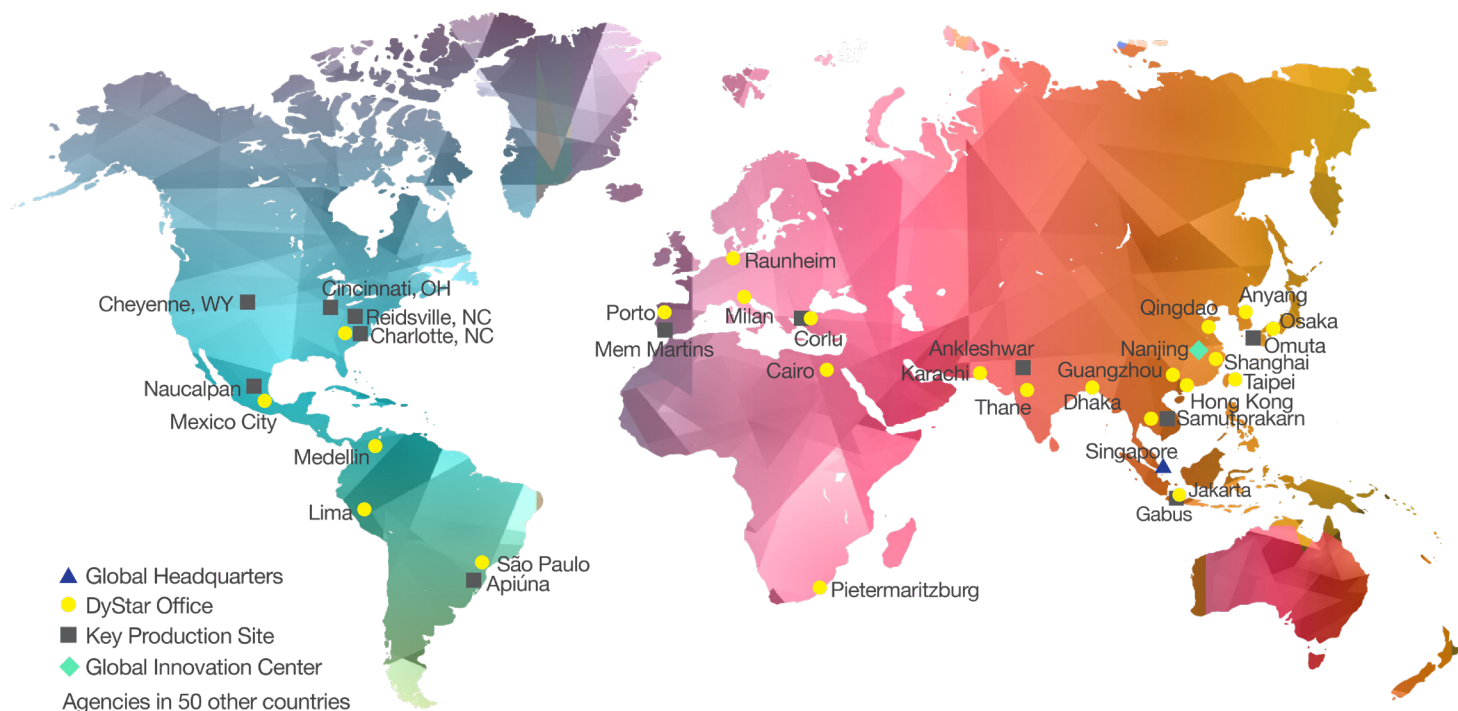 Cheyenne, WY
Cincinnati, OH
Reidsville, NC
Charlotte, NC
Naucalpan
Mexico City
Medellin
Lima
São Paulo
Apiúna
Raunheim
Porto
Milan
Mem Martins
Corlu
Cairo
Pietermaritzburg
Karachi
Ankleshwar
Thane
Dhaka
Guangzhou
Nanjing
Qingdao
Anyang
Osaka
Omuta
Shanghai
Taipei
Hong Kong
Samutprakarn
Singapore
Jakarta
Gabus
Global Headquarters
DyStar Office
Key Production Site
Global Innovation Center
Agencies in 50 other countries